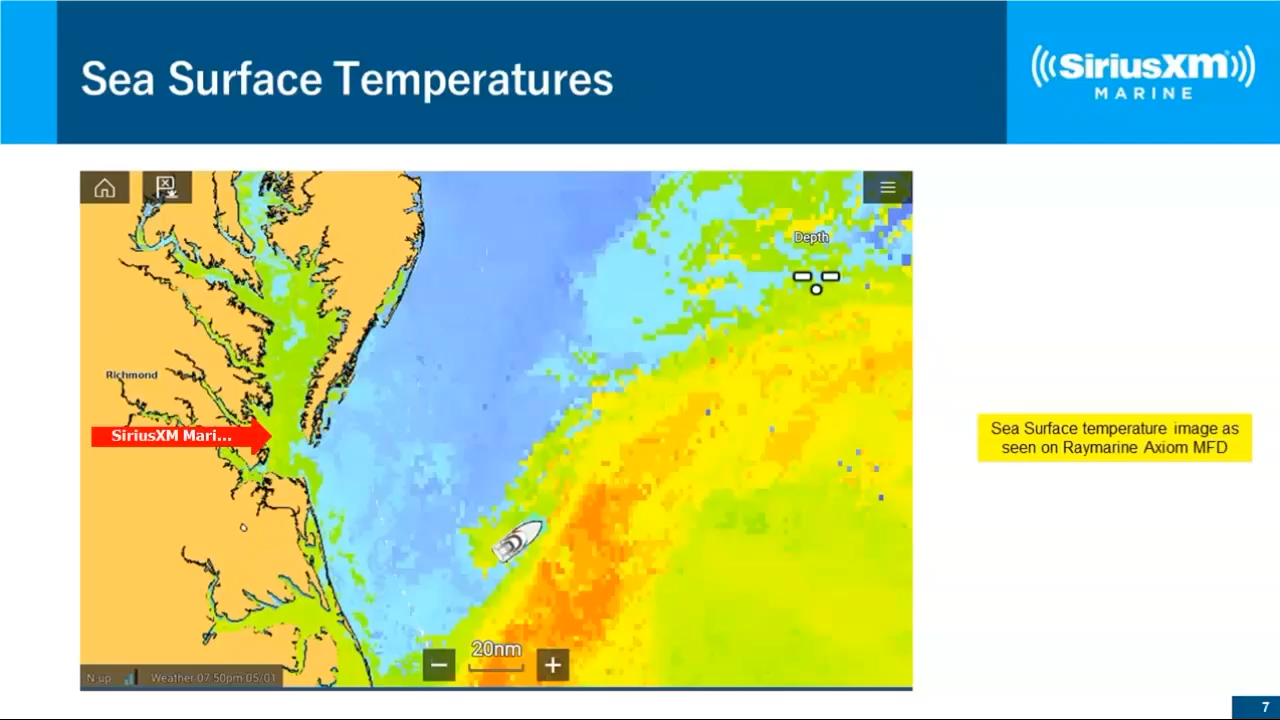 Sea Surface Temperatures
SiriusXM
MARINE
Depth
Richmond
SiriusXM Mari...
Sea Surface temperature image as
seen on Raymarine Axiom MFD
20nm
N up
Weather 07:50pm 05/01
7